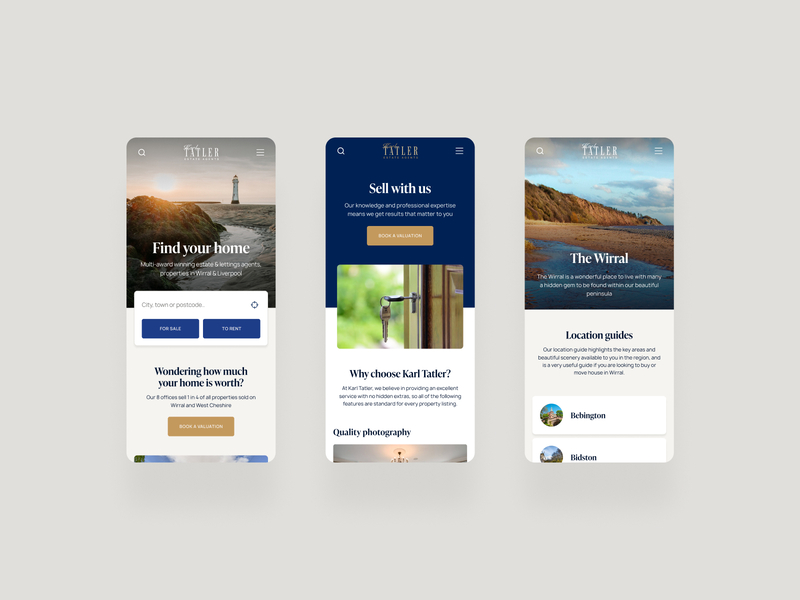 Karl
TATLER
ESTATE AGENTS
Find your home
Multi-award winning estate & lettings agents,
properties in Wirral & Liverpool
City, town or postcode...
FOR SALE
TO RENT
Wondering how much
your home is worth?
Our 8 offices sell 1 in 4 of all properties sold on
Wirral and West Cheshire
BOOK A VALUATION
Karl
TATLER
ESTATE AGENTS
Sell with us
Our knowledge and professional expertise
means we get results that matter to you
BOOK A VALUATION
Why choose Karl Tatler?
At Karl Tatler, we believe in providing an excellent
service with no hidden extras, so all of the following
features are standard for every property listing.
Quality photography
Karl
TATLER
ESTATE AGENTS
The Wirral
The Wirral is a wonderful place to live with many
a hidden gem to be found within our beautiful
peninsula
Location guides
Our location guide highlights the key areas and
beautiful scenery available to you in the region, and
is a very useful guide if you are looking to buy or
move house in Wirral.
Bebington
Bidston